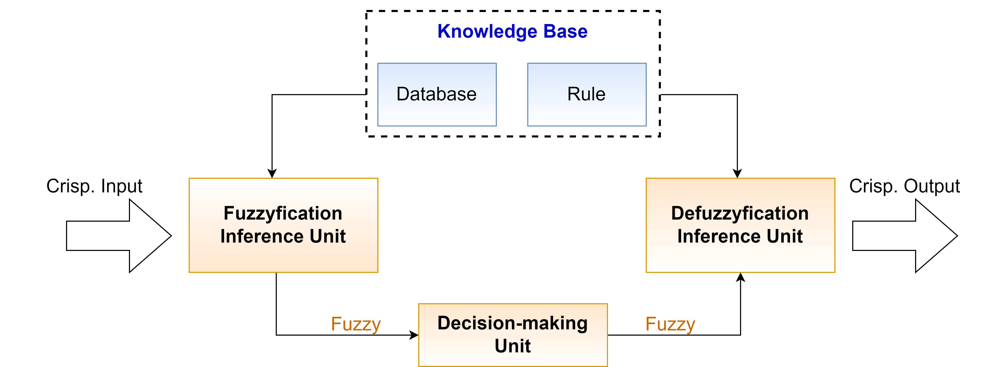 Knowledge Base
Database
Rule
Crisp. Input
Fuzzyfication
Inference Unit
Defuzzyfication
Inference Unit
Crisp. Output
Fuzzy
Decision-making
Unit
Fuzzy